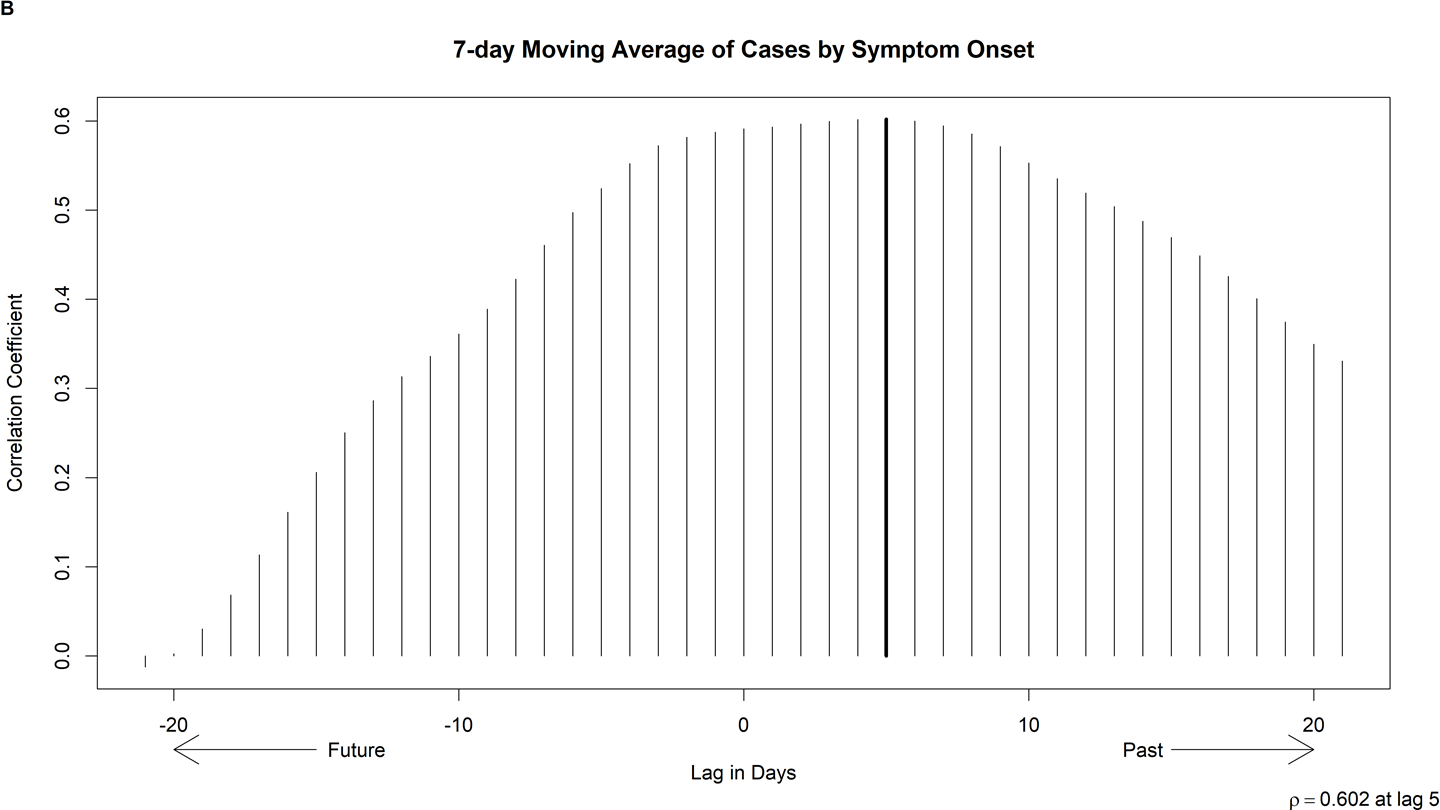 B
7-day Moving Average of Cases by Symptom Onset
Correlation Coefficient
0.6
0.5
0.4
0.3
0.2
0.1
0.0
-20 -10 0 10 20
Future Past
Lag in Days
ρ = 0.602 at lag 5